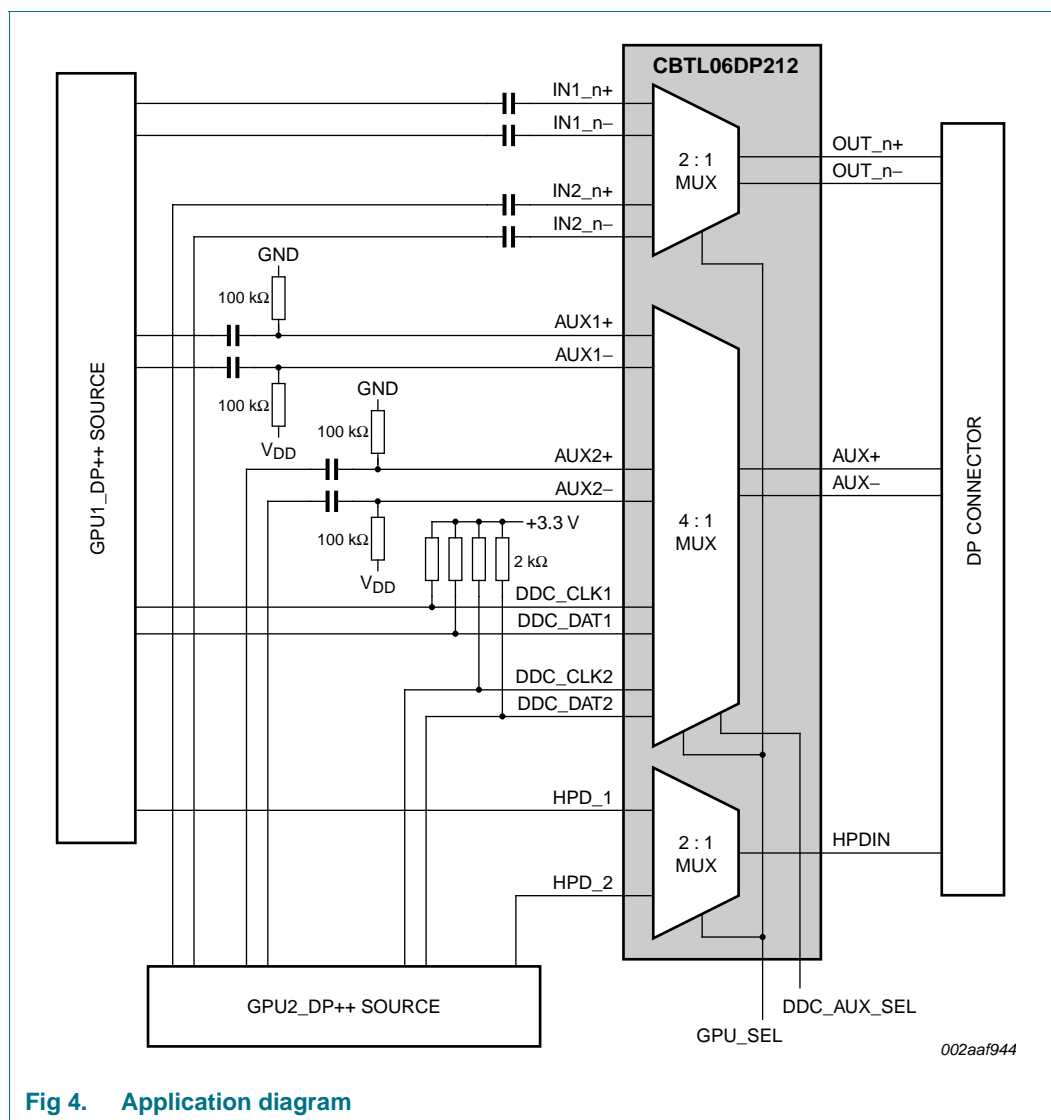 CBTL06DP212
IN1_n+
IN1_n−
IN2_n+
IN2_n−
2 : 1
MUX
OUT_n+
OUT_n−
GND
100 kΩ
AUX1+
AUX1−
100 kΩ
VDD
GND
100 kΩ
AUX2+
AUX2−
100 kΩ
VDD
+3.3 V
2 kΩ
DDC_CLK1
DDC_DAT1
DDC_CLK2
DDC_DAT2
4 : 1
MUX
AUX+
AUX−
HPD_1
HPD_2
2 : 1
MUX
HPDIN
GPU1_DP++ SOURCE
DP CONNECTOR
GPU2_DP++ SOURCE
DDC_AUX_SEL
GPU_SEL
002aaf944
Fig 4. Application diagram